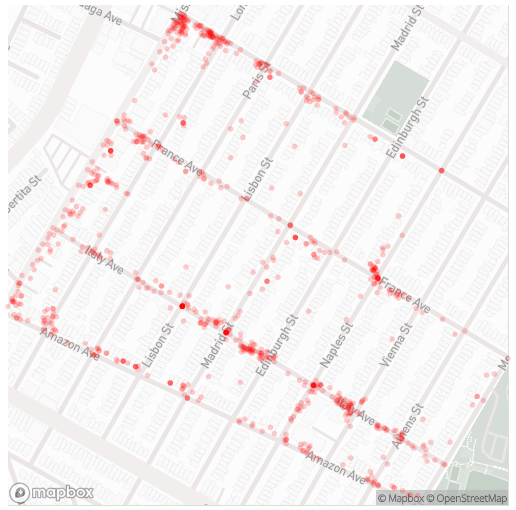 Mis
Lo
aga Ave
Madrid St
Paris S
Edinburgh St
France Ave
Lisbon St
pertita St
Italy Ave
France Ave
Lisbon St
Madrid St
Edinburgh St
Naples St
Vienna St
Amazon Ave
Italy Ave
Athens St
Amazon Ave
mapbox
© Mapbox © OpenStreetMap